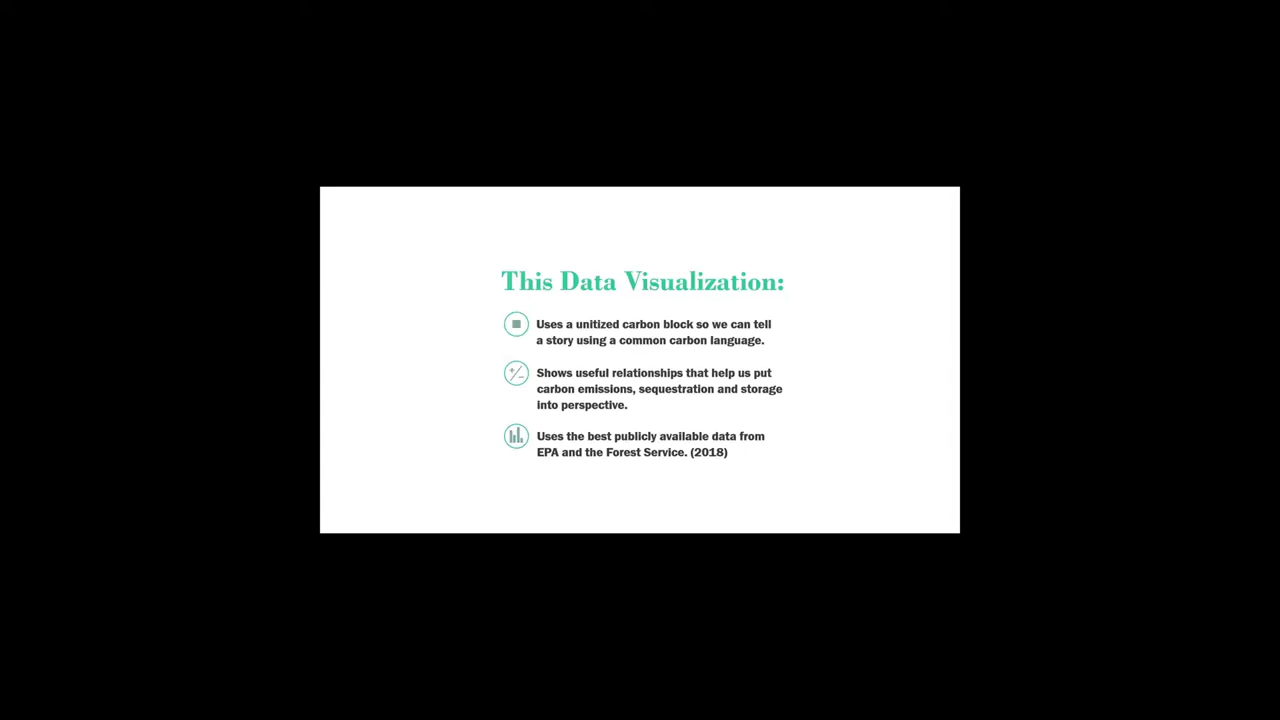 This Data Visualization:
Uses a unitized carbon block so we can tell
a story using a common carbon language.
Shows useful relationships that help us put
carbon emissions, sequestration and storage
into perspective.
Uses the best publicly available data from
EPA and the Forest Service. (2018)